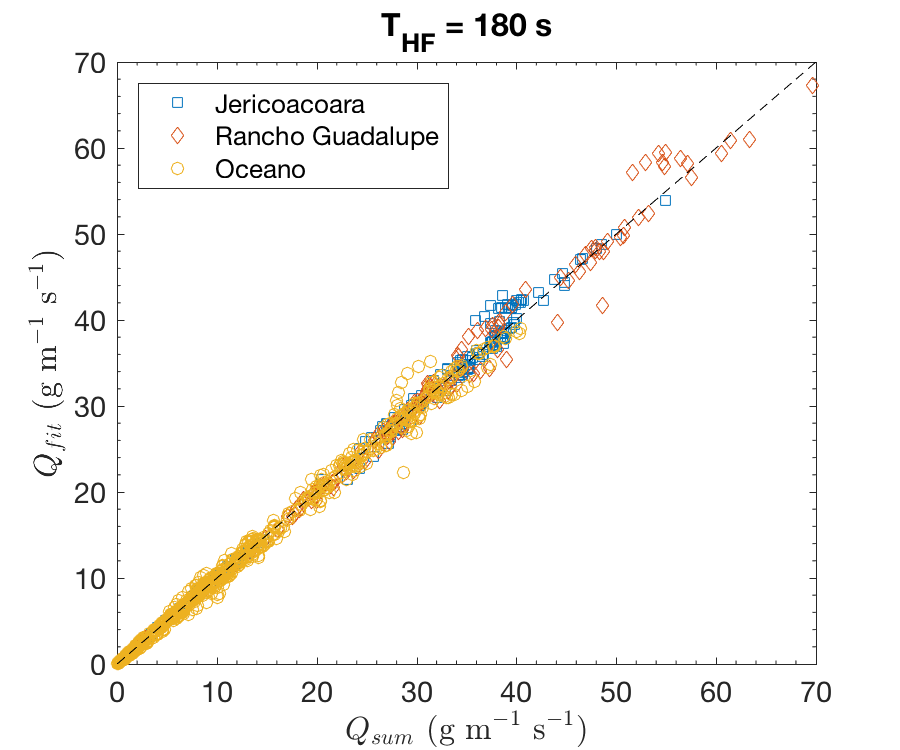 T_HF = 180 s
70
60
50
40
30
20
10
0
Q_fit (g m⁻¹ s⁻¹)
Jericoacoara
Rancho Guadalupe
Oceano
0 10 20 30 40 50 60 70
Q_sum (g m⁻¹ s⁻¹)